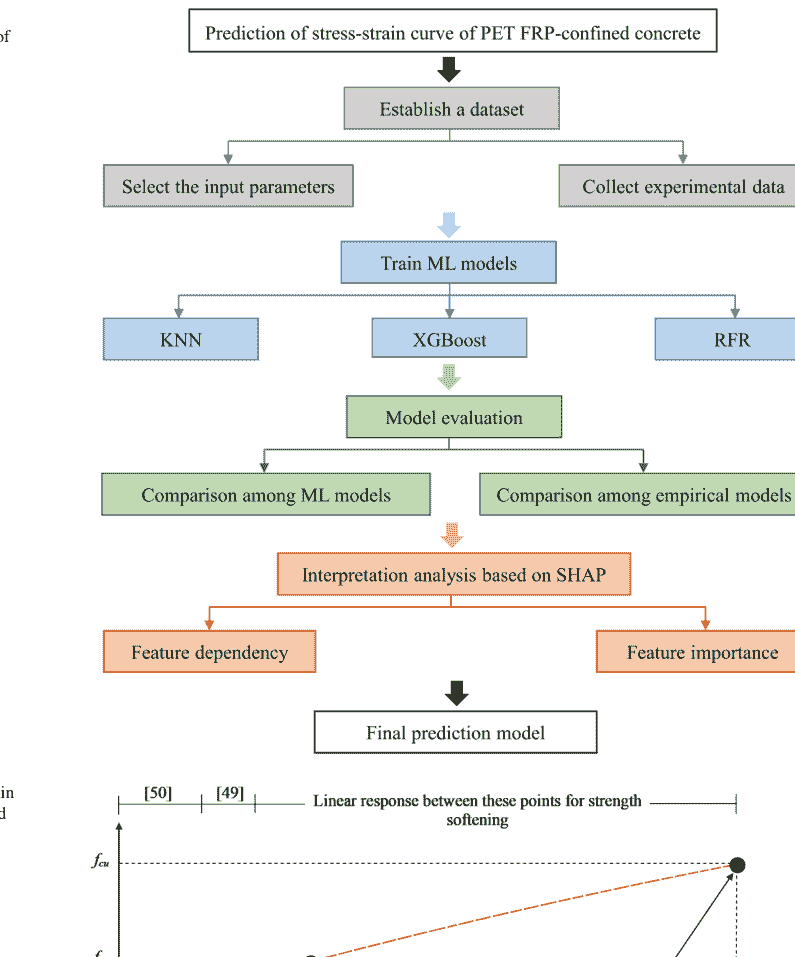 of
Prediction of stress-strain curve of PET FRP-confined concrete
Establish a dataset
Select the input parameters
Collect experimental data
Train ML models
KNN
XGBoost
RFR
Model evaluation
Comparison among ML models
Comparison among empirical models
Interpretation analysis based on SHAP
Feature dependency
Feature importance
Final prediction model
in
d
[50]
[49]
Linear response between these points for strength
softening
fcu